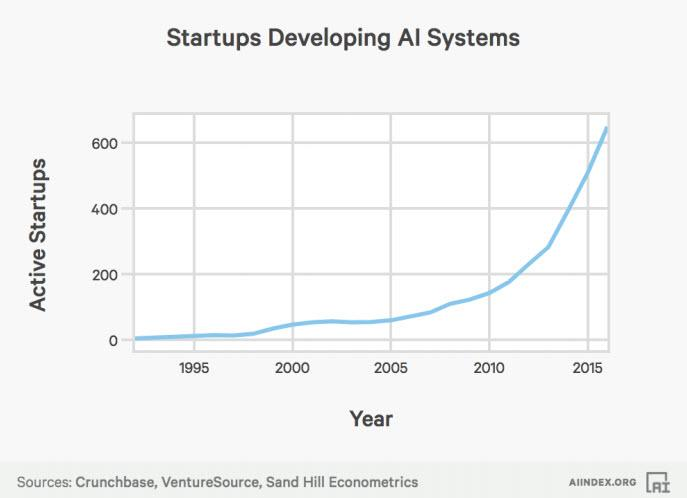 Startups Developing AI Systems
Active Startups
600
400
200
0
1995 2000 2005 2010 2015
Year
Sources: Crunchbase, VentureSource, Sand Hill Econometrics
AIINDEX.ORG AI